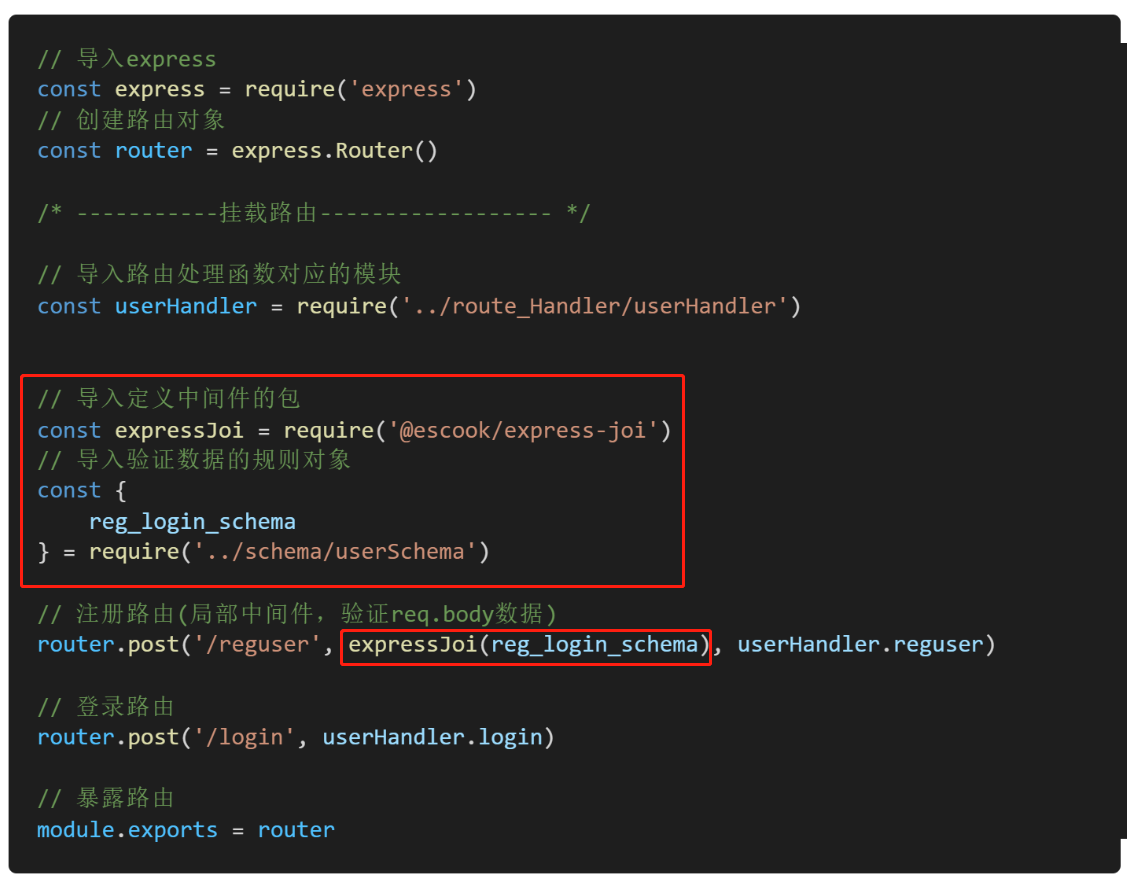 // 导入express
const express = require('express')
// 创建路由对象
const router = express.Router()
/* -----------挂载路由------------------ */
// 导入路由处理函数对应的模块
const userHandler = require('../route_Handler/userHandler')
// 导入定义中间件的包
const expressJoi = require('@escook/express-joi')
// 导入验证数据的规则对象
const {
    reg_login_schema
} = require('../schema/userSchema')
// 注册路由(局部中间件，验证req.body数据)
router.post('/reguser', expressJoi(reg_login_schema), userHandler.reguser)
// 登录路由
router.post('/login', userHandler.login)
// 暴露路由
module.exports = router